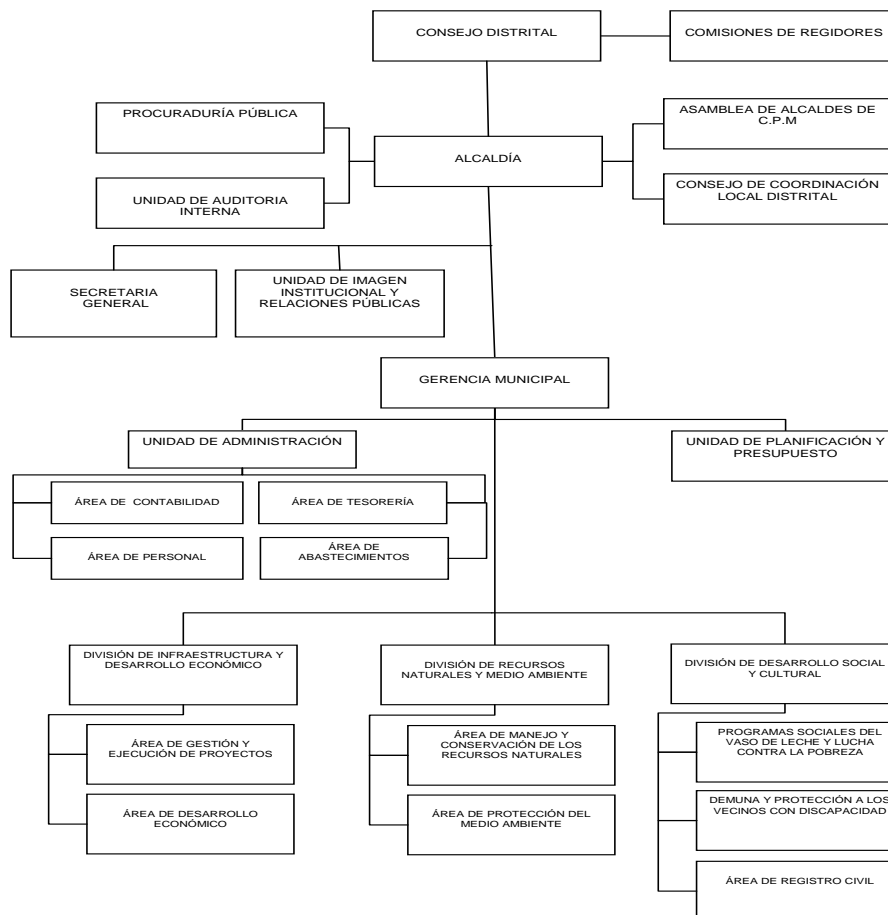 CONSEJO DISTRITAL
COMISIONES DE REGIDORES
PROCURADURÍA PÚBLICA
ASAMBLEA DE ALCALDES DE
C.P.M
ALCALDÍA
UNIDAD DE AUDITORIA
INTERNA
CONSEJO DE COORDINACIÓN
LOCAL DISTRITAL
SECRETARIA
GENERAL
UNIDAD DE IMAGEN
INSTITUCIONAL Y
RELACIONES PÚBLICAS
GERENCIA MUNICIPAL
UNIDAD DE ADMINISTRACIÓN
UNIDAD DE PLANIFICACIÓN Y
PRESUPUESTO
ÁREA DE CONTABILIDAD
ÁREA DE TESORERÍA
ÁREA DE PERSONAL
ÁREA DE
ABASTECIMIENTOS
DIVISIÓN DE INFRAESTRUCTURA Y
DESARROLLO ECONÓMICO
DIVISIÓN DE RECURSOS
NATURALES Y MEDIO AMBIENTE
DIVISIÓN DE DESARROLLO SOCIAL
Y CULTURAL
ÁREA DE GESTIÓN Y
EJECUCIÓN DE PROYECTOS
ÁREA DE MANEJO Y
CONSERVACIÓN DE LOS
RECURSOS NATURALES
PROGRAMAS SOCIALES DEL
VASO DE LECHE Y LUCHA
CONTRA LA POBREZA
ÁREA DE DESARROLLO
ECONÓMICO
ÁREA DE PROTECCIÓN DEL
MEDIO AMBIENTE
DEMUNA Y PROTECCIÓN A LOS
VECINOS CON DISCAPACIDAD
ÁREA DE REGISTRO CIVIL